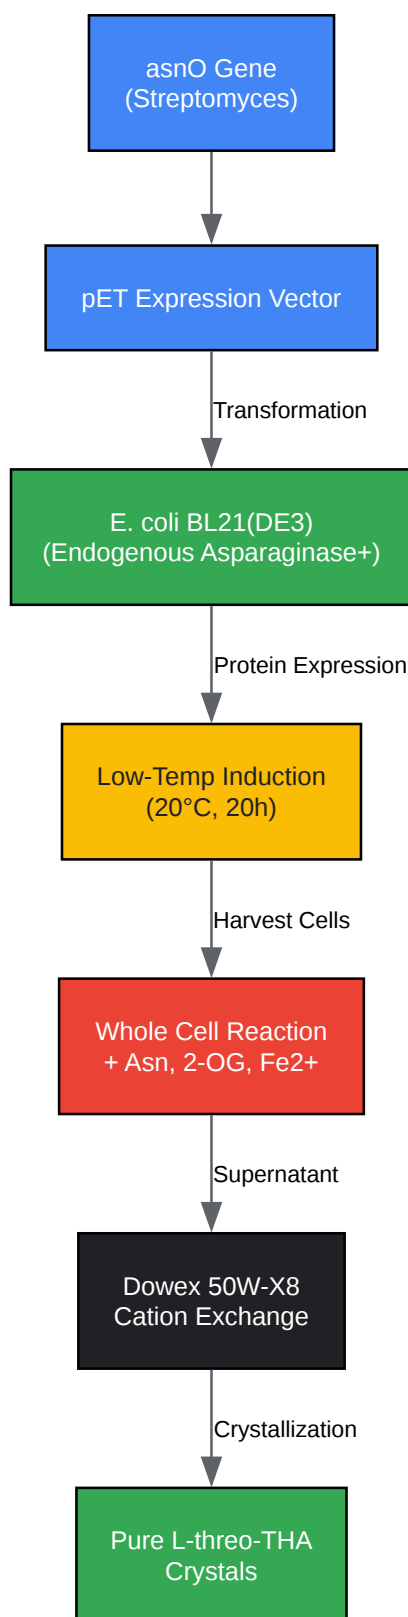 asnO Gene
(Streptomyces)
pET Expression Vector
Transformation
E. coli BL21(DE3)
(Endogenous Asparaginase+)
Protein Expression
Low-Temp Induction
(20°C, 20h)
Harvest Cells
Whole Cell Reaction
+ Asn, 2-OG, Fe2+
Supernatant
Dowex 50W-X8
Cation Exchange
Crystallization
Pure L-threo-THA
Crystals